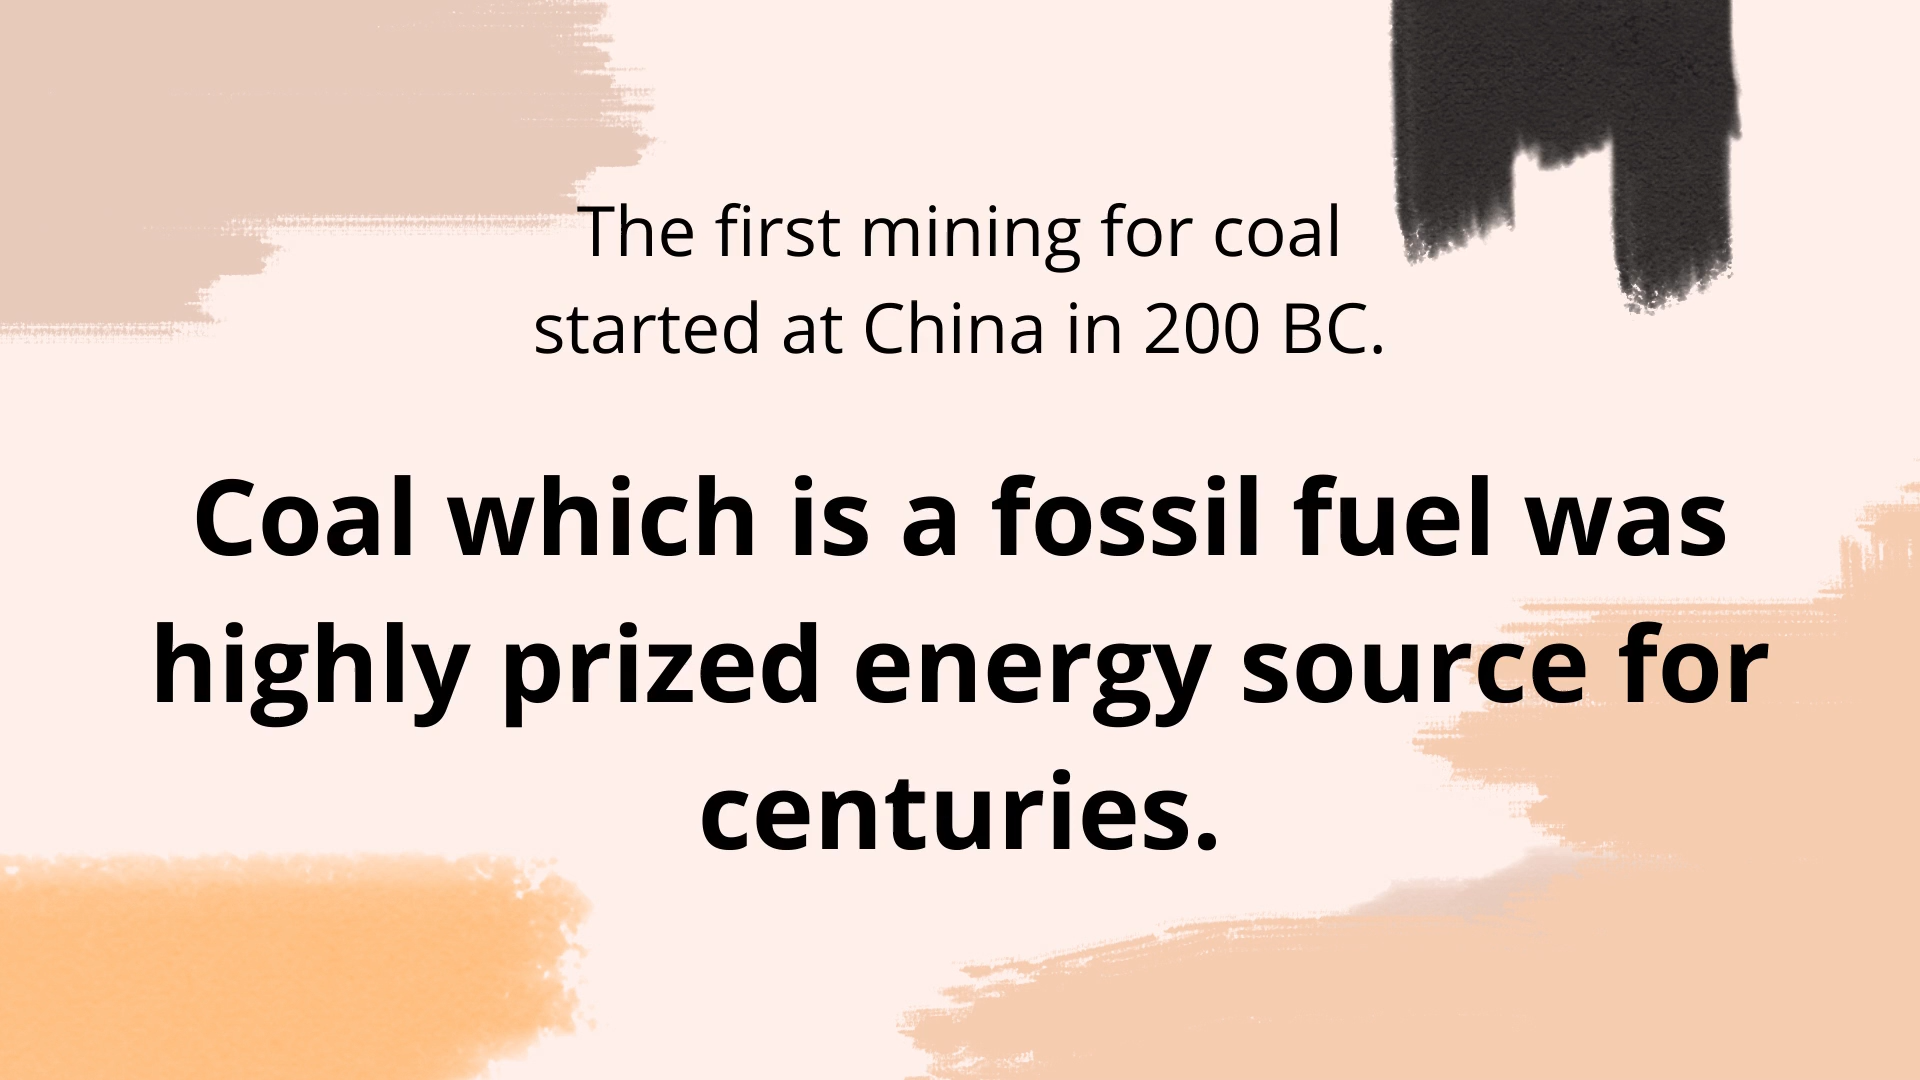 The first mining for coal
started at China in 200 BC.
Coal which is a fossil fuel was
highly prized energy source for
centuries.